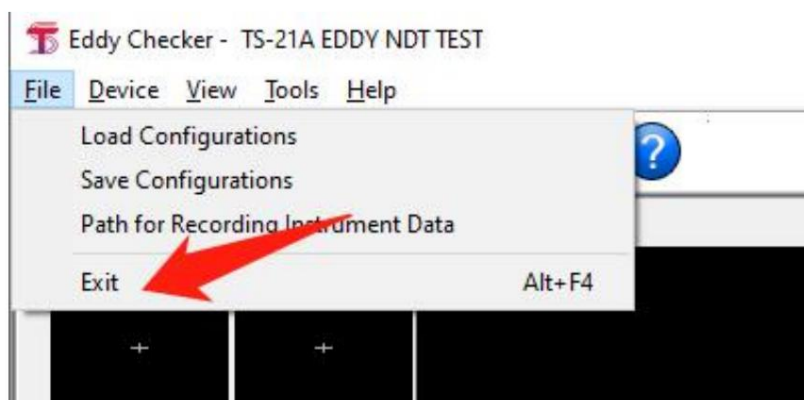 Eddy Checker - TS-21A EDDY NDT TEST
File Device View Tools Help
Load Configurations
Save Configurations
Path for Recording Instrument Data
Exit Alt+F4
?